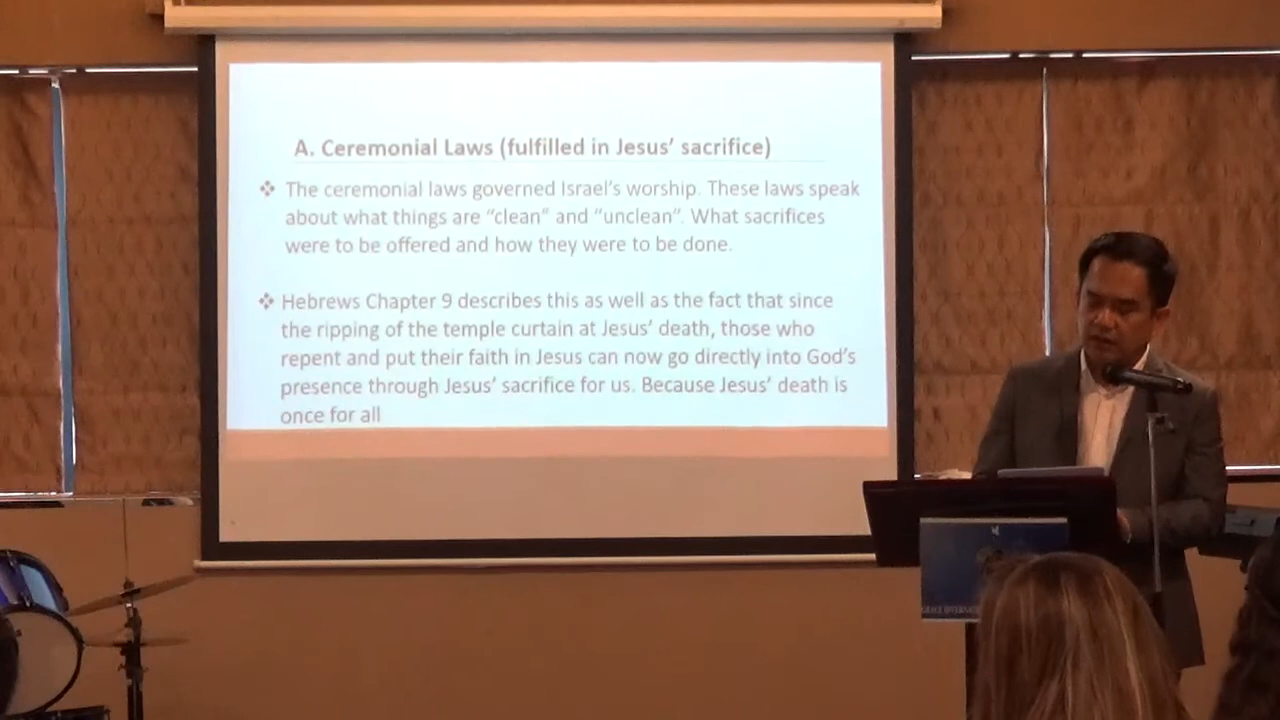 A. Ceremonial Laws (fulfilled in Jesus’ sacrifice)
❖ The ceremonial laws governed Israel’s worship. These laws speak
about what things are “clean” and “unclean”. What sacrifices
were to be offered and how they were to be done.
❖ Hebrews Chapter 9 describes this as well as the fact that since
the ripping of the temple curtain at Jesus’ death, those who
repent and put their faith in Jesus can now go directly into God’s
presence through Jesus’ sacrifice for us. Because Jesus’ death is
once for all